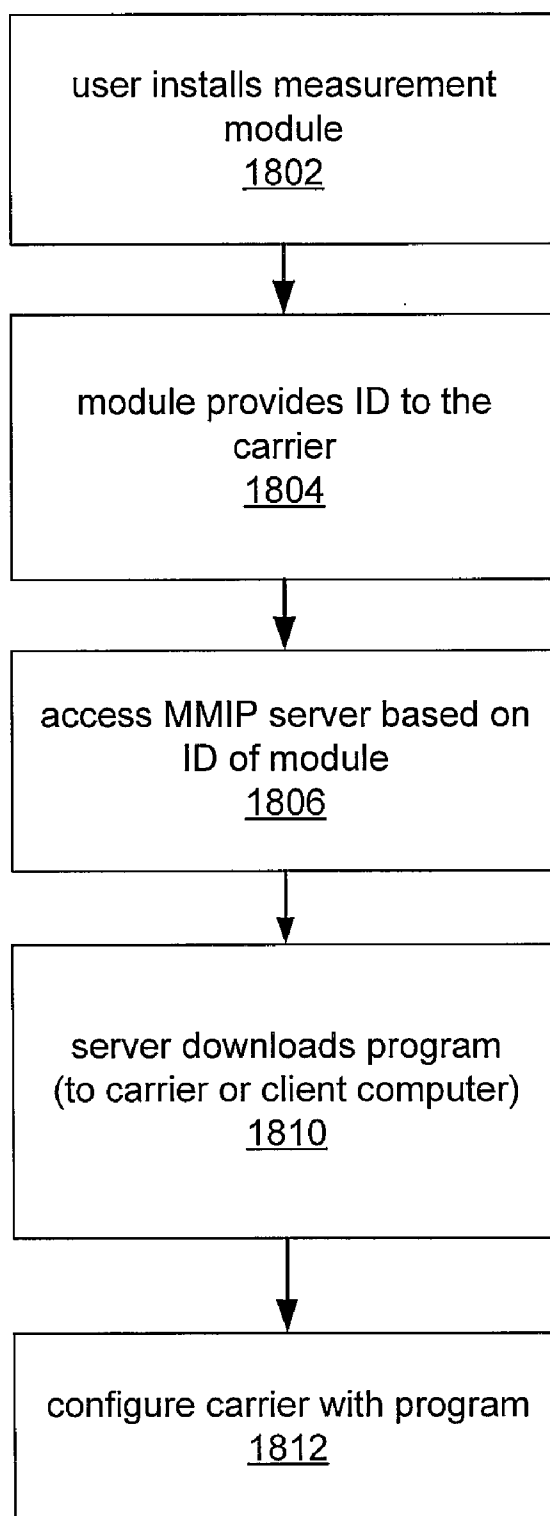 user installs measurement
module
1802
module provides ID to the
carrier
1804
access MMIP server based on
ID of module
1806
server downloads program
(to carrier or client computer)
1810
configure carrier with program
1812